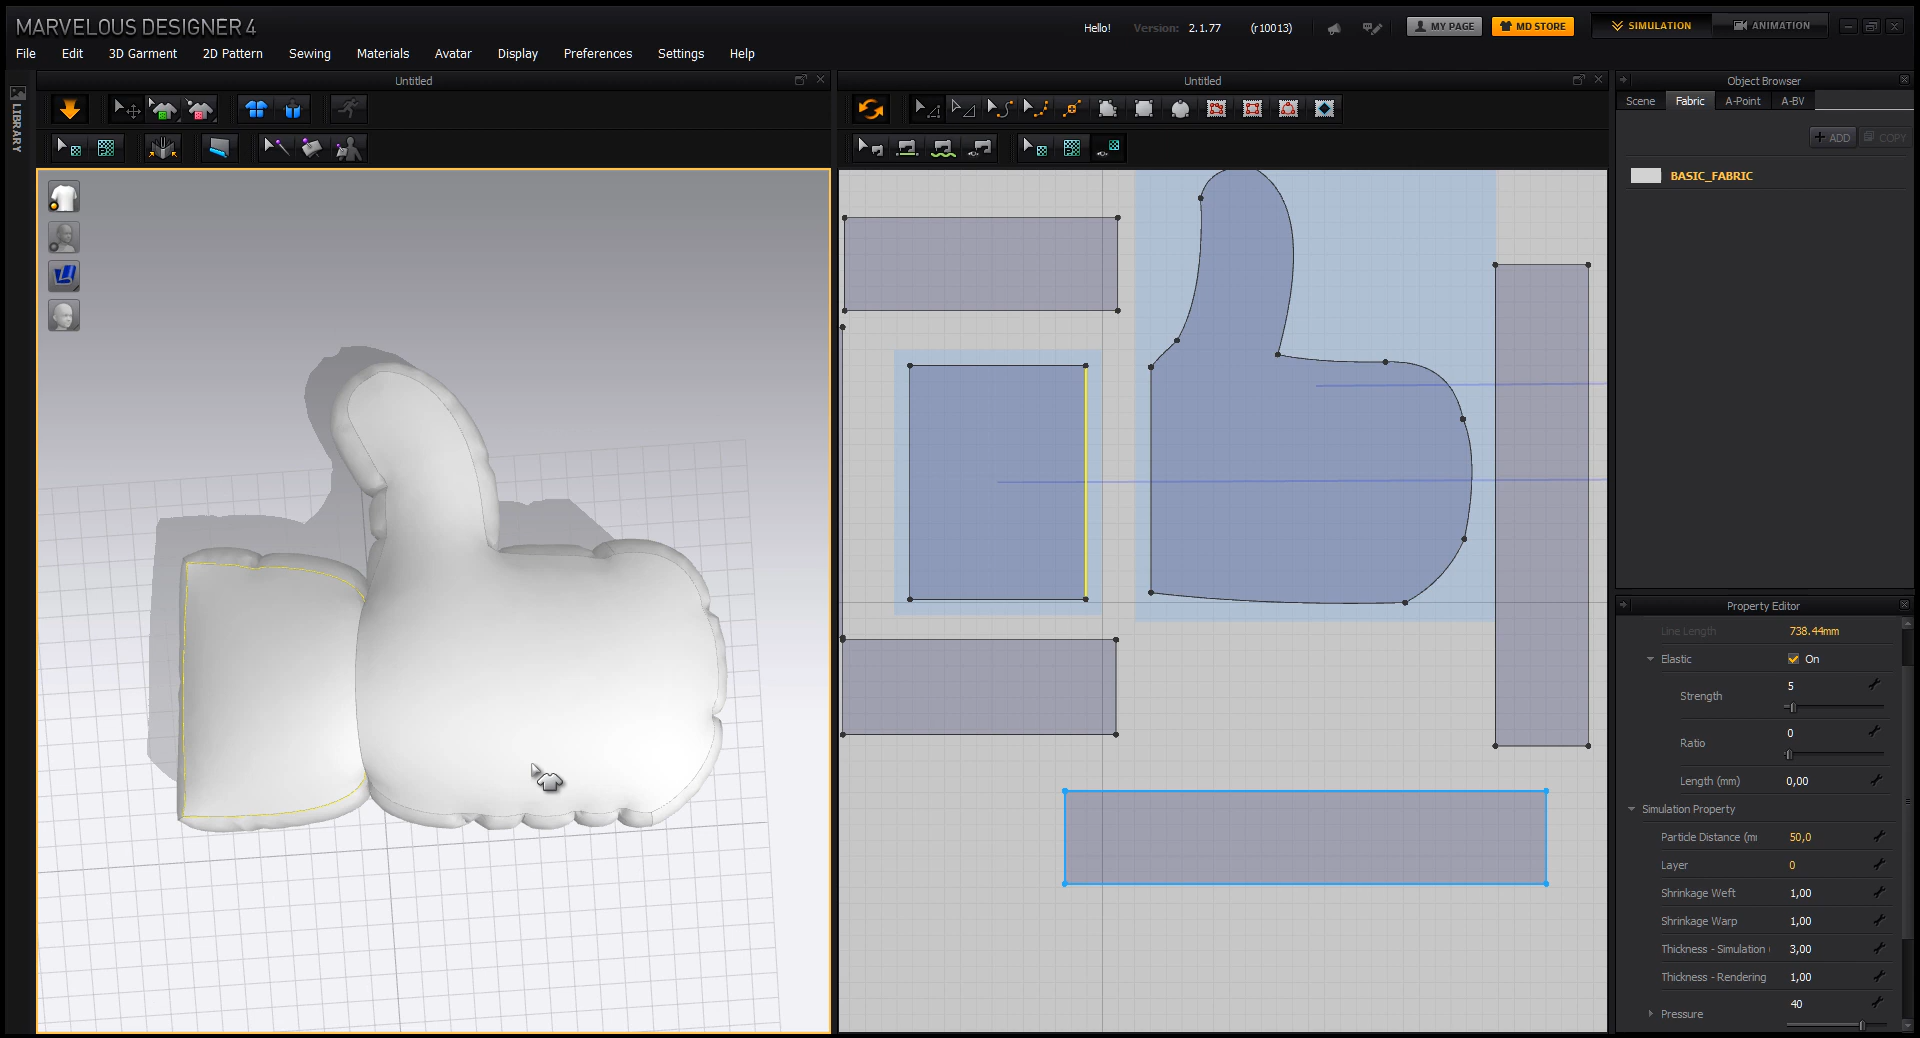 MARVELOUS DESIGNER 4
Hello! Version: 2.1.77 (r10013) MY PAGE MD STORE SIMULATION ANIMATION
File Edit 3D Garment 2D Pattern Sewing Materials Avatar Display Preferences Settings Help
Untitled
Untitled
Object Browser
LIBRARY
Scene Fabric A-Point A-BV
+ ADD COPY
BASIC_FABRIC
Property Editor
Line Length 738.44mm
Elastic On
Strength 5
Ratio 0
Length (mm) 0,00
Simulation Property
Particle Distance (m 50,0
Layer 0
Shrinkage Weft 1,00
Shrinkage Warp 1,00
Thickness - Simulation 3,00
Thickness - Rendering 1,00
Pressure 40